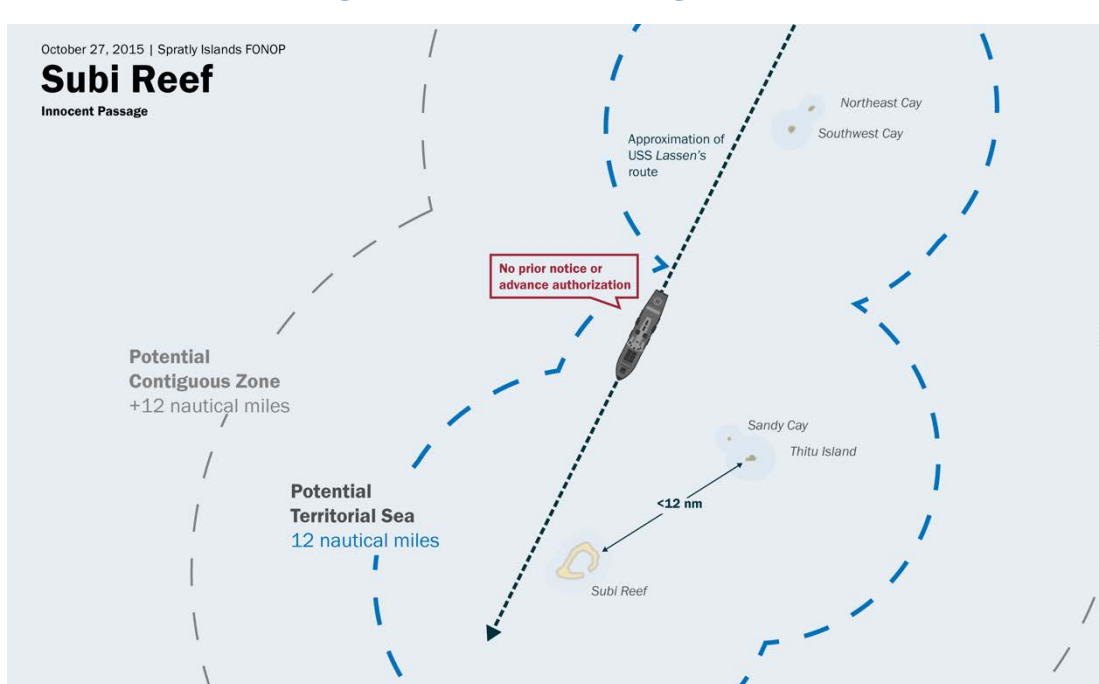 October 27, 2015 | Spratly Islands FONOP
Subi Reef
Innocent Passage
Northeast Cay
Southwest Cay
Approximation of
USS Lassen's
route
No prior notice or
advance authorization
Potential
Contiguous Zone
+12 nautical miles
Sandy Cay
Thitu Island
<12 nm
Potential
Territorial Sea
12 nautical miles
Subi Reef